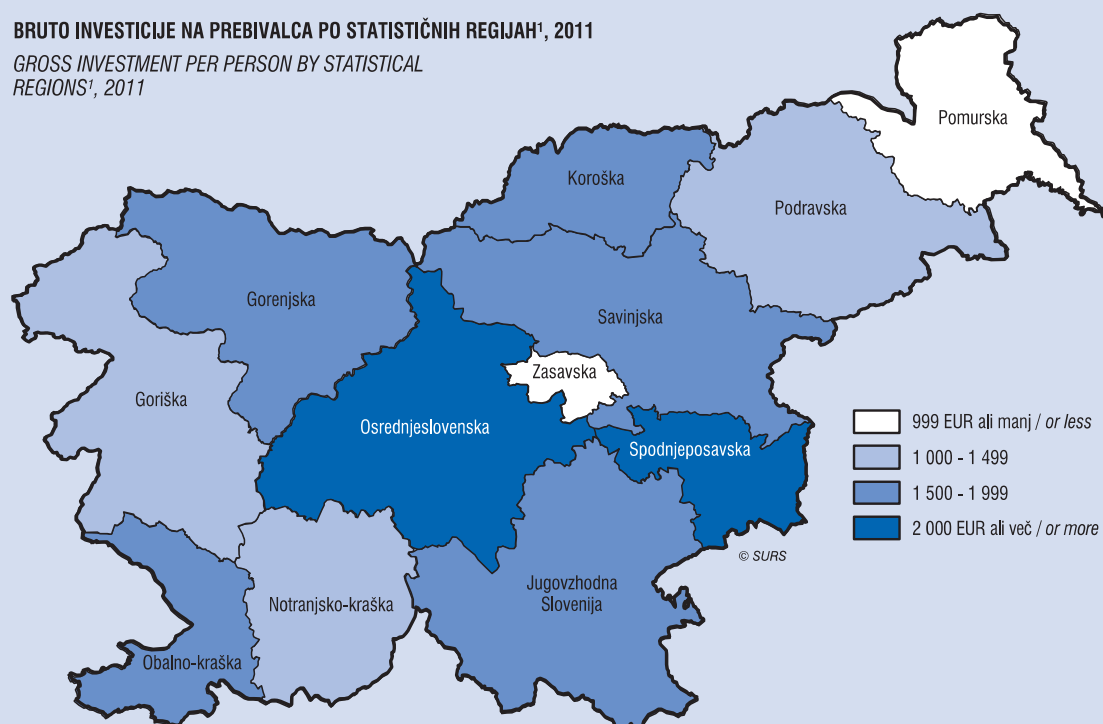 BRUTO INVESTICIJE NA PREBIVALCA PO STATISTIČNIH REGIJAH¹, 2011
GROSS INVESTMENT PER PERSON BY STATISTICAL
REGIONS¹, 2011
Pomurska
Koroška
Podravska
Gorenjska
Savinjska
Zasavska
Goriška
Osrednjeslovenska
Spodnjeposavska
999 EUR ali manj / or less
1 000 - 1 499
1 500 - 1 999
2 000 EUR ali več / or more
© SURS
Jugovzhodna
Slovenija
Notranjsko-kraška
Obalno-kraška